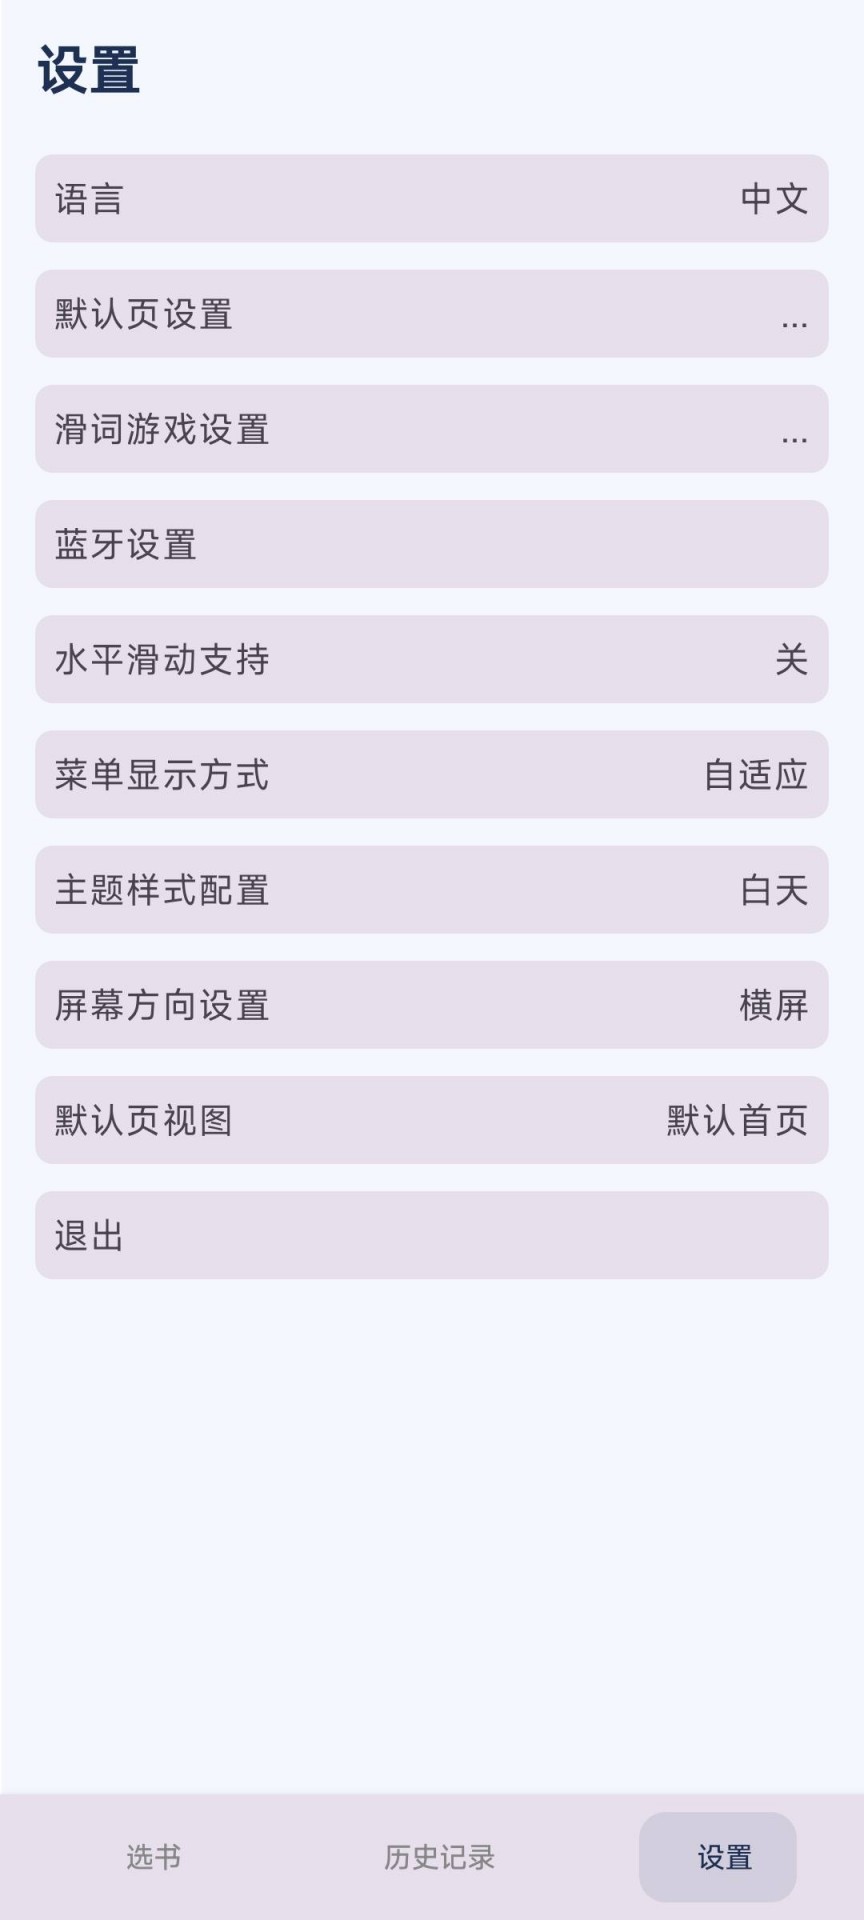 设置
语言 中文
默认页设置 ...
滑词游戏设置 ...
蓝牙设置
水平滑动支持 关
菜单显示方式 自适应
主题样式配置 白天
屏幕方向设置 横屏
默认页视图 默认首页
退出
选书 历史记录 设置